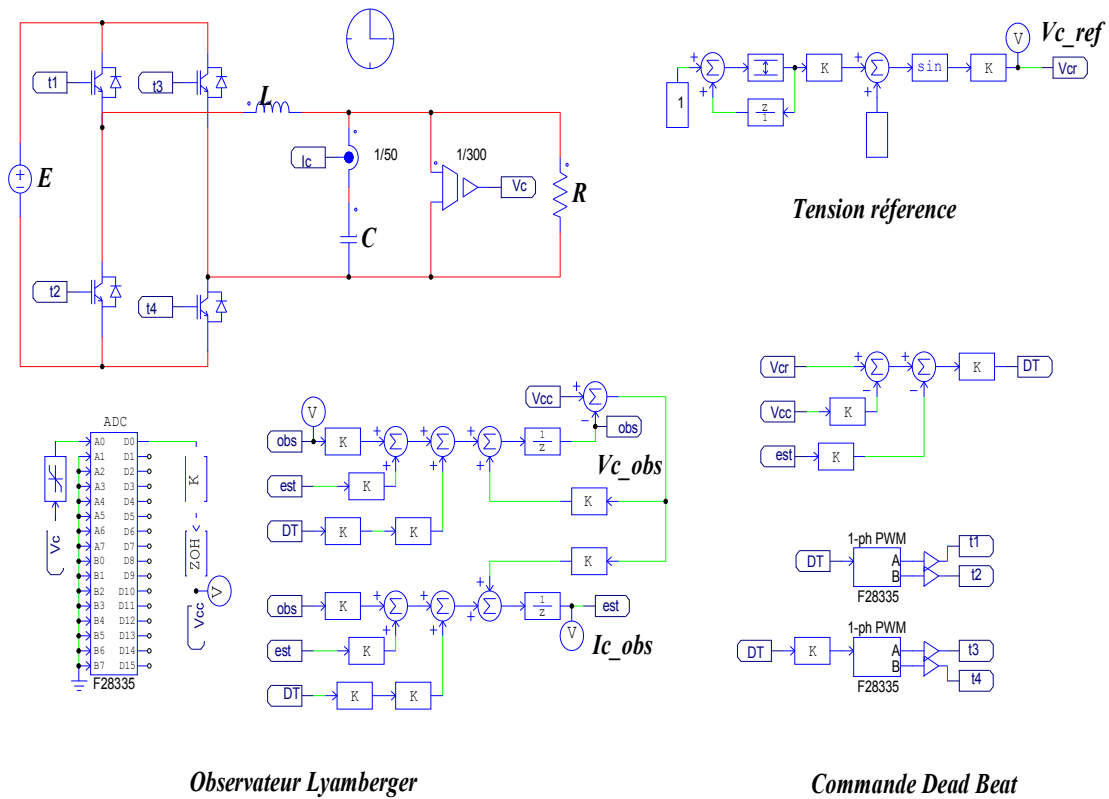 t1
t3
L
Ic
1/50
1/300
Vc
E
R
C
t2
t4
V
Vc_ref
1
K
sin
K
Vcr
z
1
Tension réference
Vcr
K
DT
Vcc
K
est
K
ADC
A0 D0
A1 D1
A2 D2
A3 D3
A4 D4
A5 D5
A6 D6
A7 D7
B0 D8
B1 D9
B2 D10
B3 D11
B4 D12
B5 D13
B6 D14
B7 D15
F28335
Vc
K
ZOH
V
Vcc
V
Vcc
obs
K
1
z
obs
Vc_obs
est
K
K
DT
K
K
K
obs
K
1
z
est
V
Ic_obs
est
K
DT
K
K
1-ph PWM
DT
A
B
t1
t2
F28335
1-ph PWM
DT
K
A
B
t3
t4
F28335
Observateur Lyamberger
Commande Dead Beat